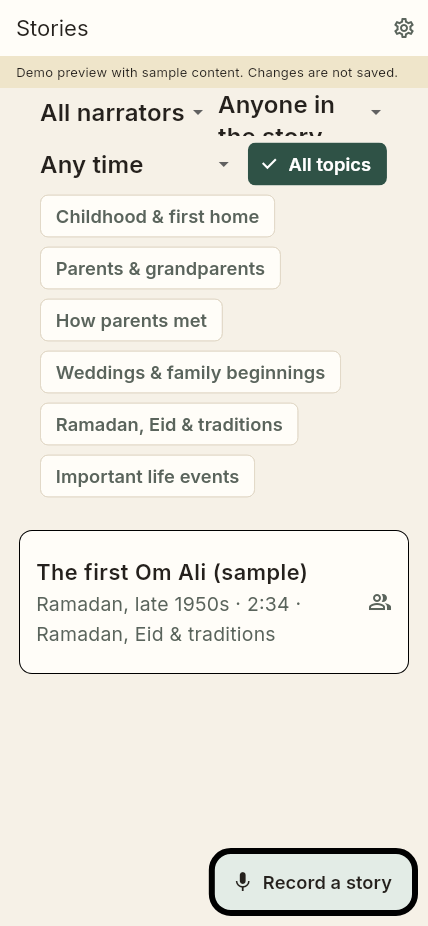 Stories
Demo preview with sample content. Changes are not saved.
All narrators
Anyone in
the story
Any time
All topics
Childhood & first home
Parents & grandparents
How parents met
Weddings & family beginnings
Ramadan, Eid & traditions
Important life events
The first Om Ali (sample)
Ramadan, late 1950s · 2:34 ·
Ramadan, Eid & traditions
Record a story